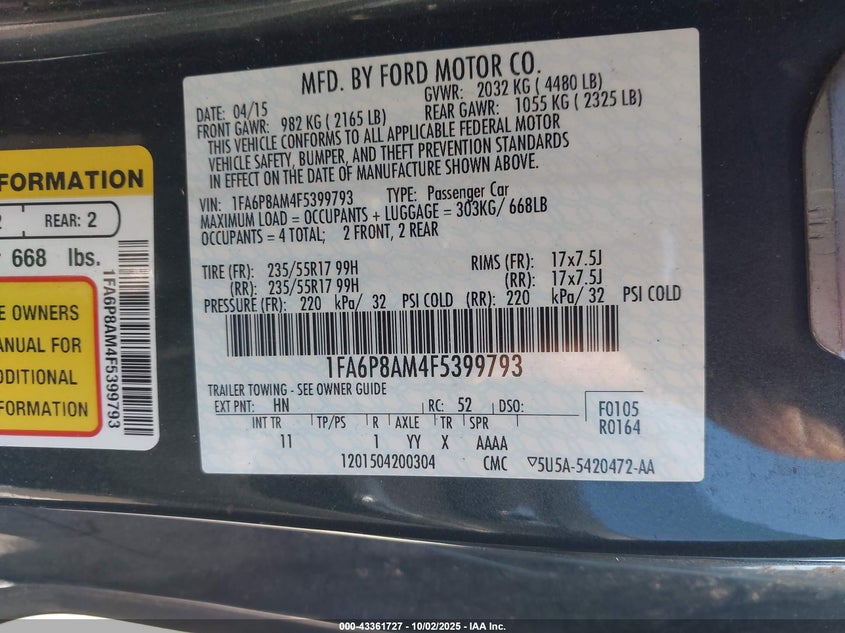 MFD. BY FORD MOTOR CO.
DATE: 04/15
GVWR: 2032 KG ( 4480 LB)
FRONT GAWR: 982 KG ( 2165 LB)
REAR GAWR: 1055 KG ( 2325 LB)
THIS VEHICLE CONFORMS TO ALL APPLICABLE FEDERAL MOTOR
VEHICLE SAFETY, BUMPER, AND THEFT PREVENTION STANDARDS
IN EFFECT ON THE DATE OF MANUFACTURE SHOWN ABOVE.
VIN: 1FA6P8AM4F5399793 TYPE: Passenger Car
MAXIMUM LOAD = OCCUPANTS + LUGGAGE = 303KG/ 668LB
OCCUPANTS = 4 TOTAL; 2 FRONT, 2 REAR
TIRE (FR): 235/55R17 99H RIMS (FR): 17x7.5J
(RR): 235/55R17 99H (RR): 17x7.5J
PRESSURE (FR): 220 kPa/ 32 PSI COLD (RR): 220 kPa/ 32 PSI COLD
1FA6P8AM4F5399793
TRAILER TOWING - SEE OWNER GUIDE
EXT PNT: HN RC: 52 DSO:
F0105
R0164
INT TR TP/PS R AXLE TR SPR
11 1 YY X AAAA
1201504200304 CMC ▽5U5A-5420472-AA
FORMATION
2 REAR: 2
668 lbs.
E OWNERS
ANUAL FOR
DDITIONAL
FORMATION
1FA6P8AM4F5399793
000-43361727 - 10/02/2025 - IAA Inc.